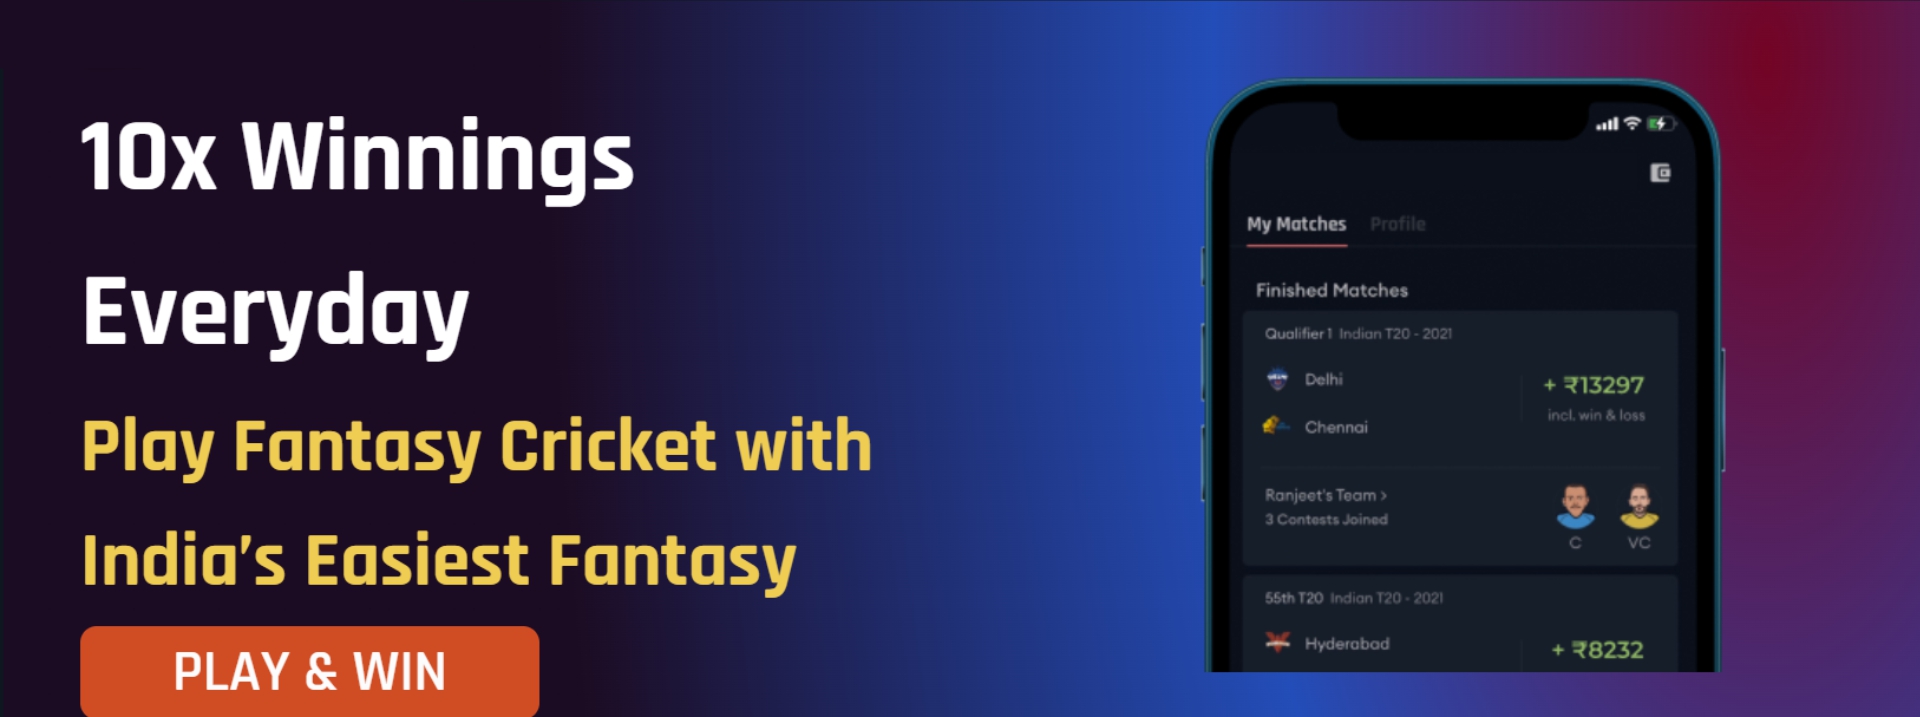 10x Winnings
Everyday
Play Fantasy Cricket with
India’s Easiest Fantasy
PLAY & WIN
My Matches Profile
Finished Matches
Qualifier 1 Indian T20 - 2021
Delhi
+ ₹13297
incl. win & loss
Chennai
Ranjeet's Team >
3 Contests Joined
C VC
55th T20 Indian T20 - 2021
Hyderabad
+ ₹8232